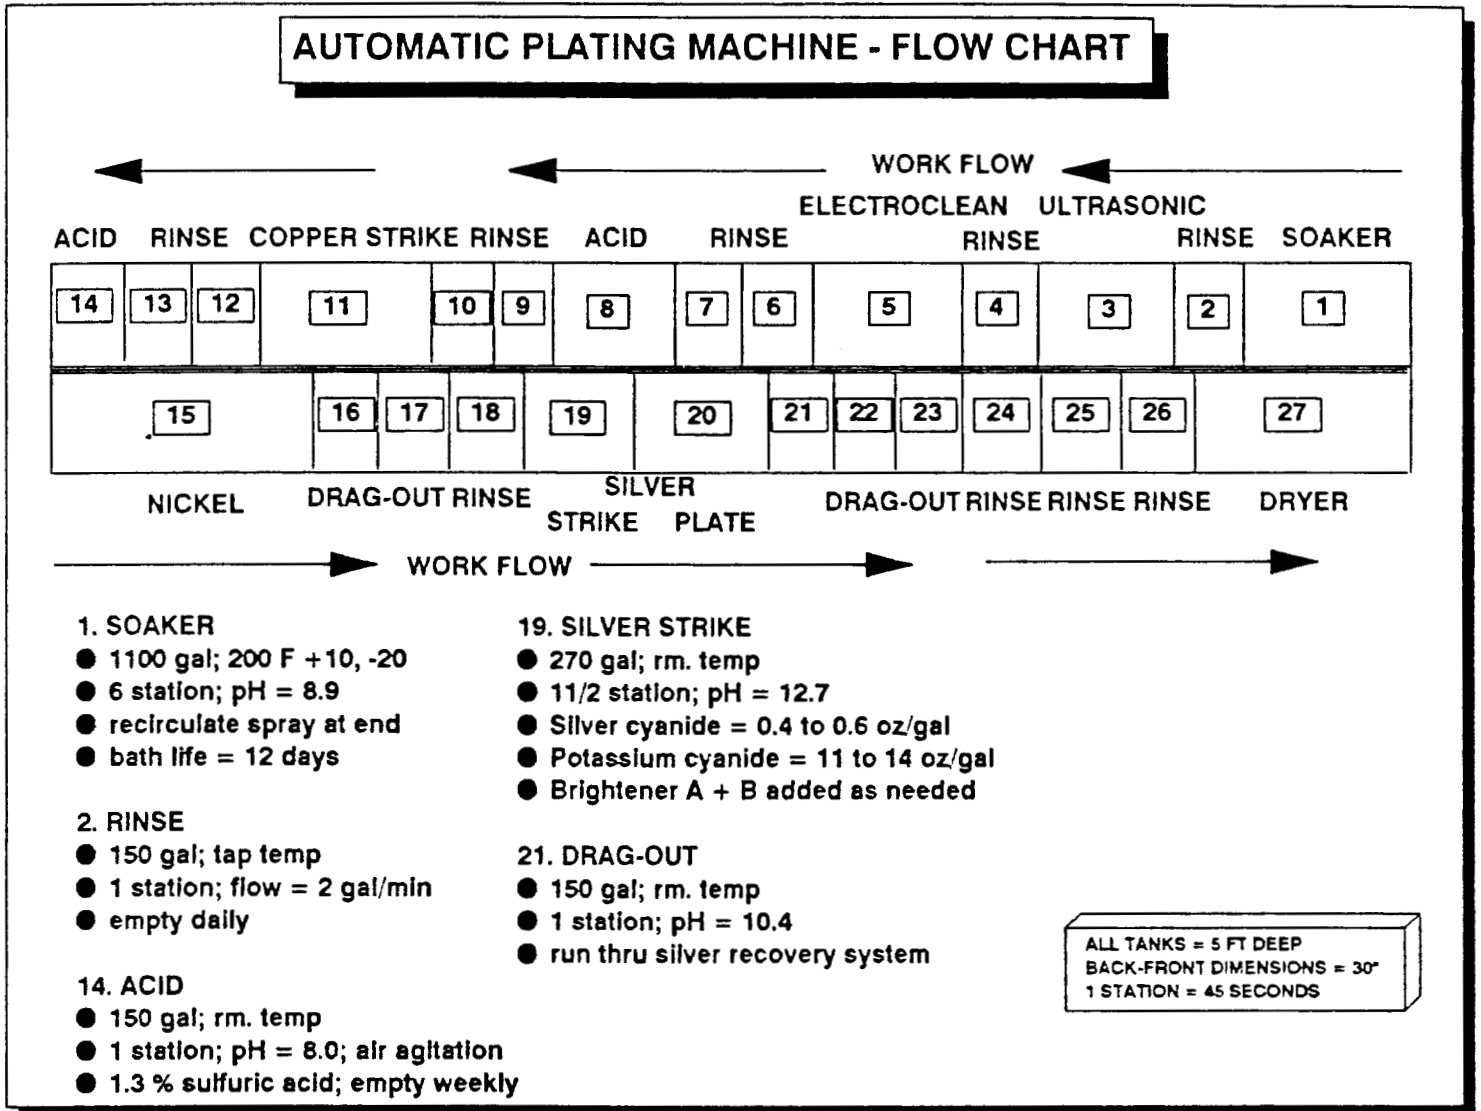 AUTOMATIC PLATING MACHINE - FLOW CHART
WORK FLOW
ELECTROCLEAN ULTRASONIC
ACID RINSE COPPER STRIKE RINSE ACID RINSE RINSE RINSE SOAKER
14 13 12 11 10 9 8 7 6 5 4 3 2 1
15 16 17 18 19 20 21 22 23 24 25 26 27
NICKEL DRAG-OUT RINSE SILVER DRAG-OUT RINSE RINSE RINSE DRYER
STRIKE PLATE
WORK FLOW
1. SOAKER
● 1100 gal; 200 F +10, -20
● 6 station; pH = 8.9
● recirculate spray at end
● bath life = 12 days
2. RINSE
● 150 gal; tap temp
● 1 station; flow = 2 gal/min
● empty daily
14. ACID
● 150 gal; rm. temp
● 1 station; pH = 8.0; air agitation
● 1.3 % sulfuric acid; empty weekly
19. SILVER STRIKE
● 270 gal; rm. temp
● 11/2 station; pH = 12.7
● Silver cyanide = 0.4 to 0.6 oz/gal
● Potassium cyanide = 11 to 14 oz/gal
● Brightener A + B added as needed
21. DRAG-OUT
● 150 gal; rm. temp
● 1 station; pH = 10.4
● run thru silver recovery system
ALL TANKS = 5 FT DEEP
BACK-FRONT DIMENSIONS = 30"
1 STATION = 45 SECONDS